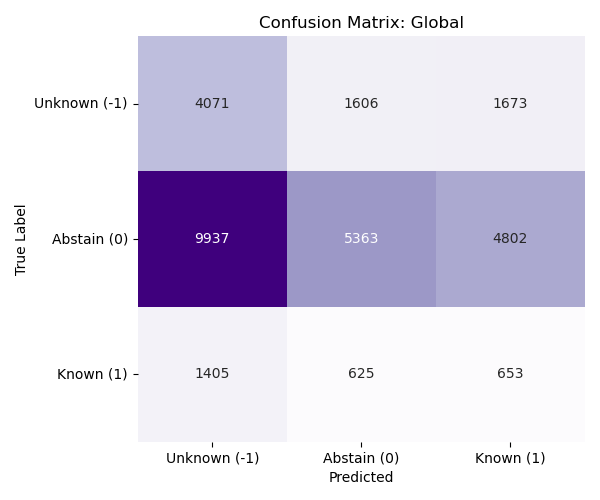 Confusion Matrix: Global
Unknown (-1) 4071 1606 1673
Abstain (0) 9937 5363 4802
Known (1) 1405 625 653
True Label
Unknown (-1) Abstain (0) Known (1)
Predicted